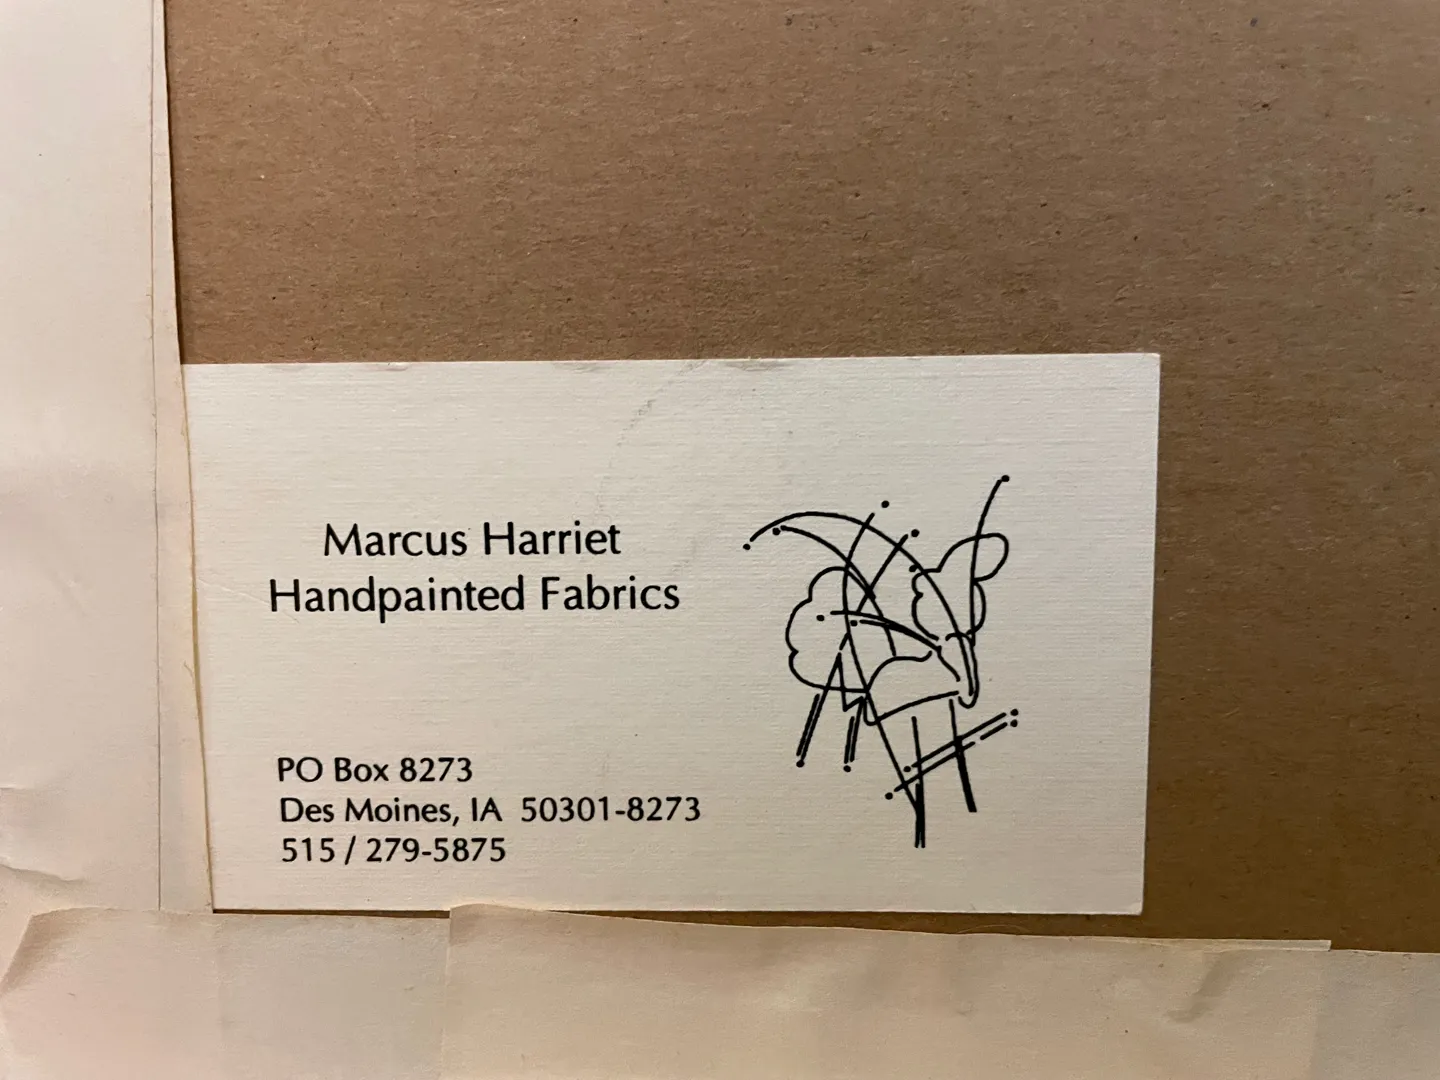 Marcus Harriet
Handpainted Fabrics
PO Box 8273
Des Moines, IA 50301-8273
515 / 279-5875